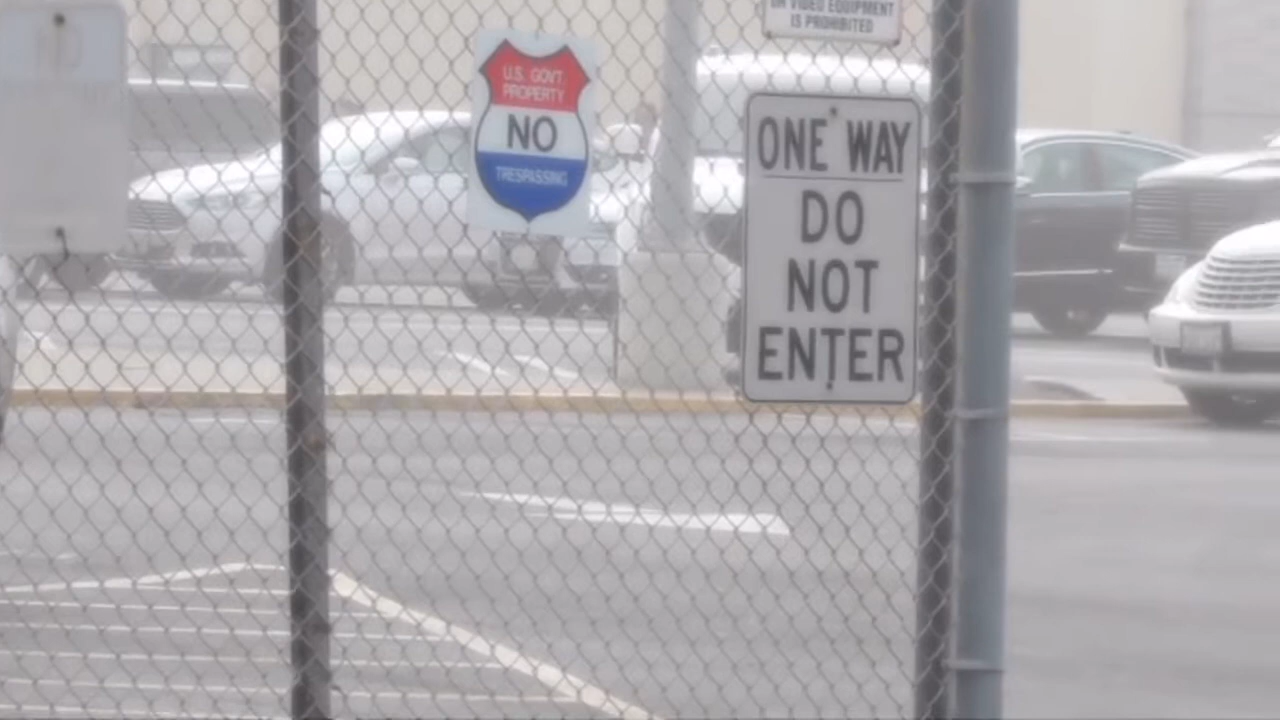 OR VIDEO EQUIPMENT
IS PROHIBITED
U.S. GOVT.
PROPERTY
NO
TRESPASSING
ONE WAY
DO
NOT
ENTER